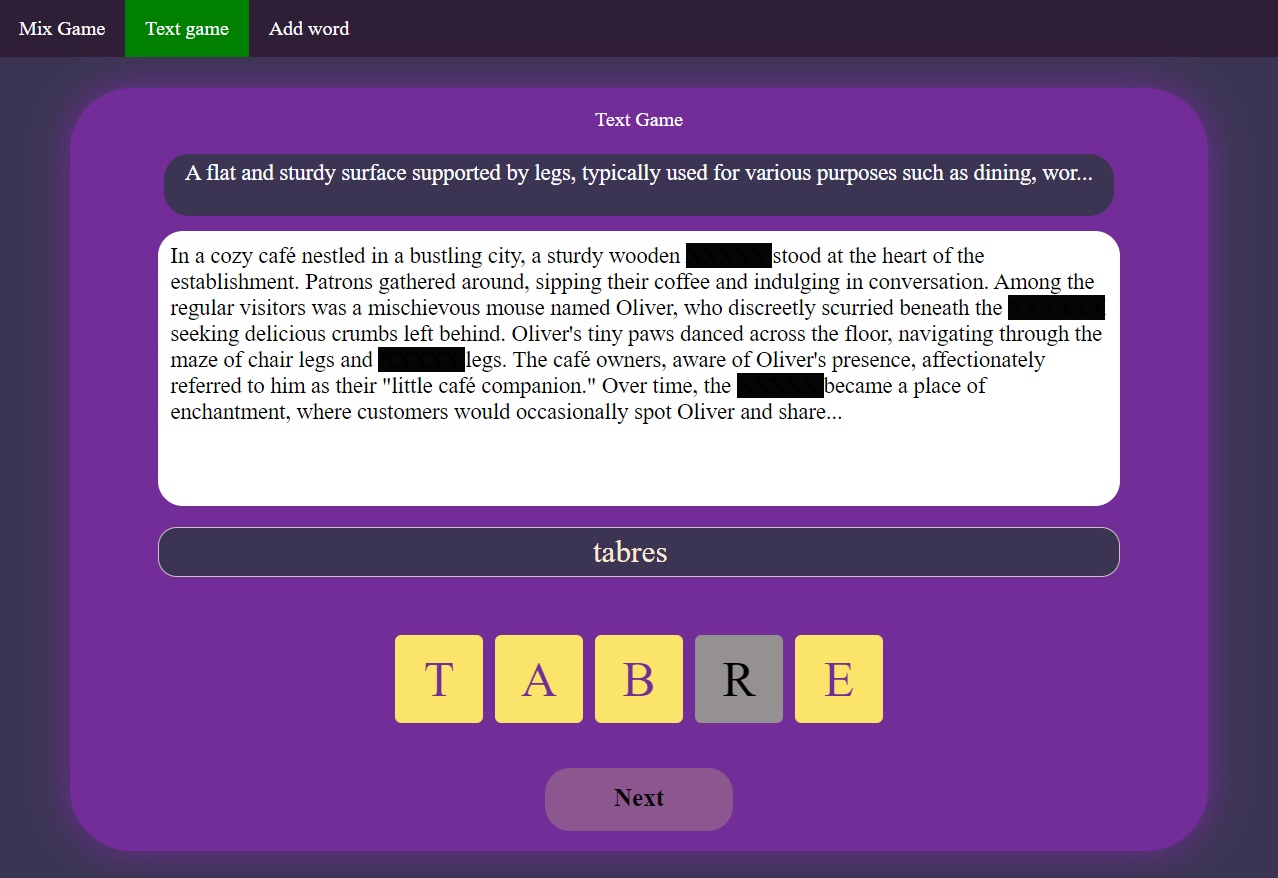 Mix Game Text game Add word
Text Game
A flat and sturdy surface supported by legs, typically used for various purposes such as dining, wor...
In a cozy café nestled in a bustling city, a sturdy wooden stood at the heart of the
establishment. Patrons gathered around, sipping their coffee and indulging in conversation. Among the
regular visitors was a mischievous mouse named Oliver, who discreetly scurried beneath the
seeking delicious crumbs left behind. Oliver's tiny paws danced across the floor, navigating through the
maze of chair legs and legs. The café owners, aware of Oliver's presence, affectionately
referred to him as their "little café companion." Over time, the became a place of
enchantment, where customers would occasionally spot Oliver and share...
tabres
T A B R E
Next